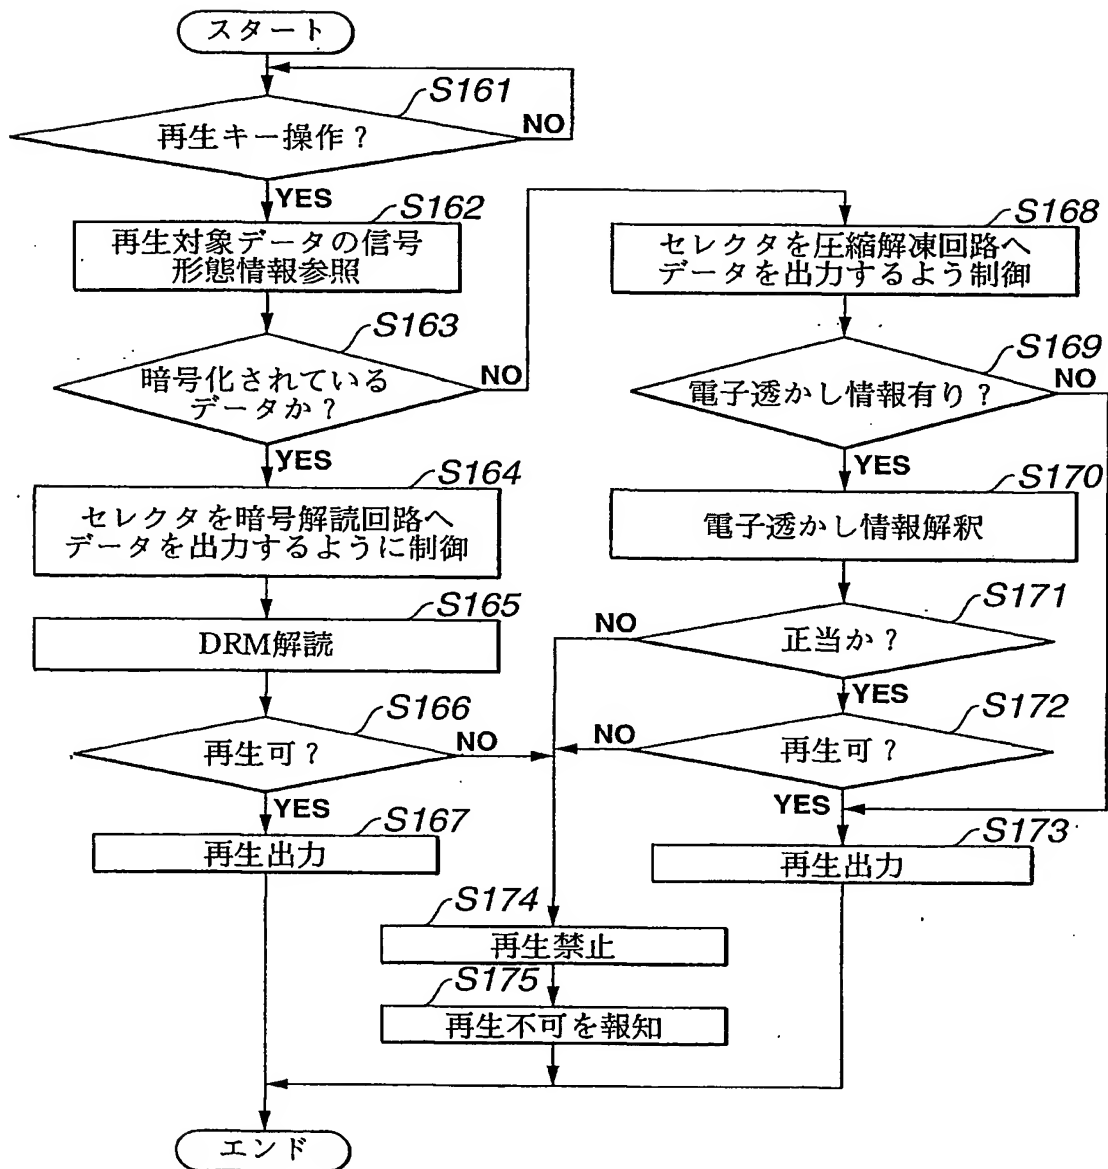 スタート
S161
再生キー操作?
NO
YES
S162
再生対象データの信号
形態情報参照
S163
暗号化されている
データか?
NO
YES
S164
セレクタを暗号解読回路へ
データを出力するように制御
S165
DRM解読
S166
再生可?
NO
YES
S167
再生出力
S168
セレクタを圧縮解凍回路へ
データを出力するよう制御
S169
電子透かし情報有り?
NO
YES
S170
電子透かし情報解釈
S171
正当か?
NO
YES
S172
再生可?
NO
YES
S173
再生出力
S174
再生禁止
S175
再生不可を報知
エンド